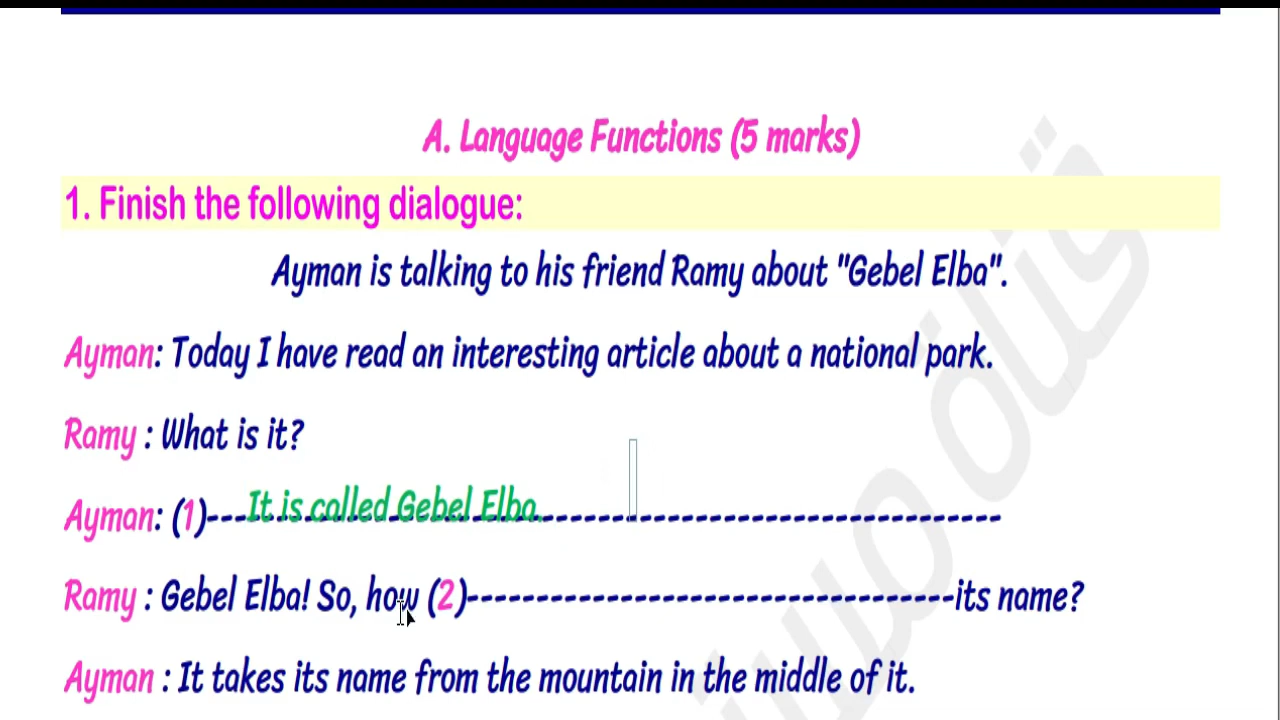 A. Language Functions (5 marks)
1. Finish the following dialogue:
Ayman is talking to his friend Ramy about "Gebel Elba".
Ayman: Today I have read an interesting article about a national park.
Ramy : What is it?
Ayman: (1)---It is called Gebel Elba.----------------------------------------
Ramy : Gebel Elba! So, how (2)-----------------------------------its name?
Ayman : It takes its name from the mountain in the middle of it.